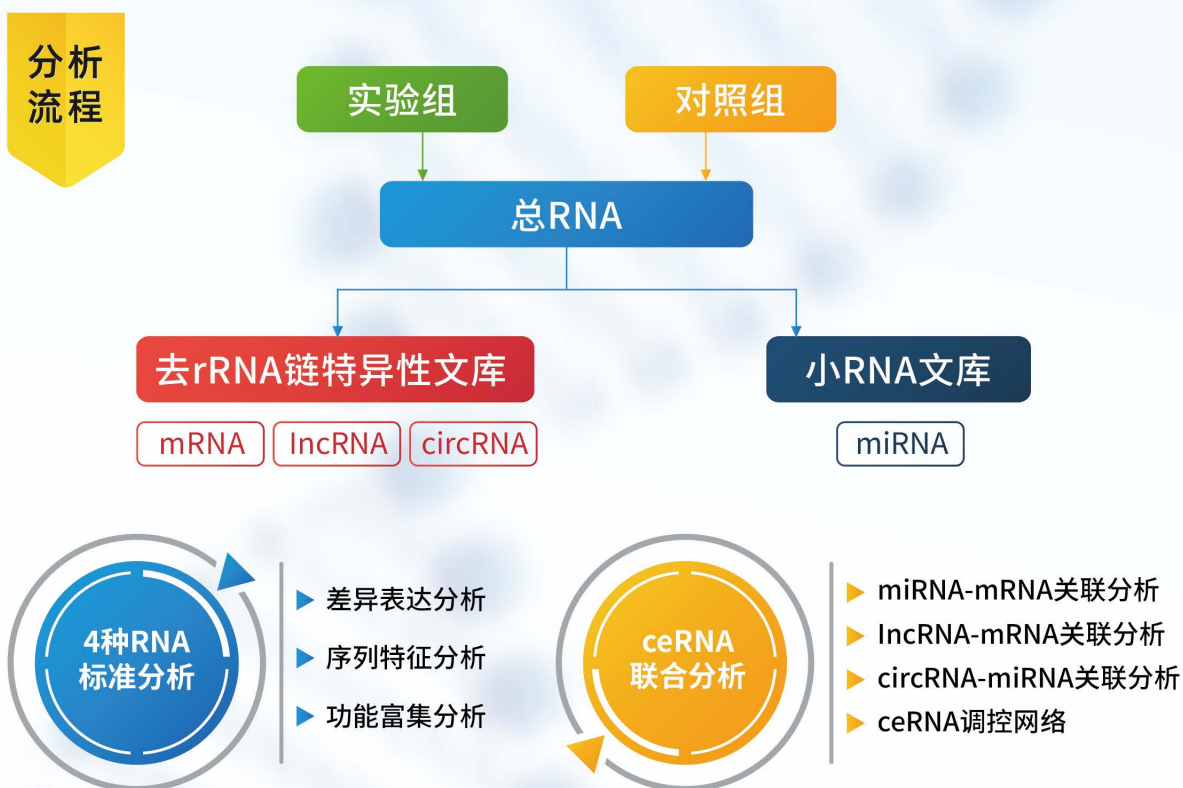 分析
流程
实验组
对照组
总RNA
去rRNA链特异性文库
小RNA文库
mRNA
lncRNA
circRNA
miRNA
4种RNA
标准分析
差异表达分析
序列特征分析
功能富集分析
ceRNA
联合分析
miRNA-mRNA关联分析
lncRNA-mRNA关联分析
circRNA-miRNA关联分析
ceRNA调控网络